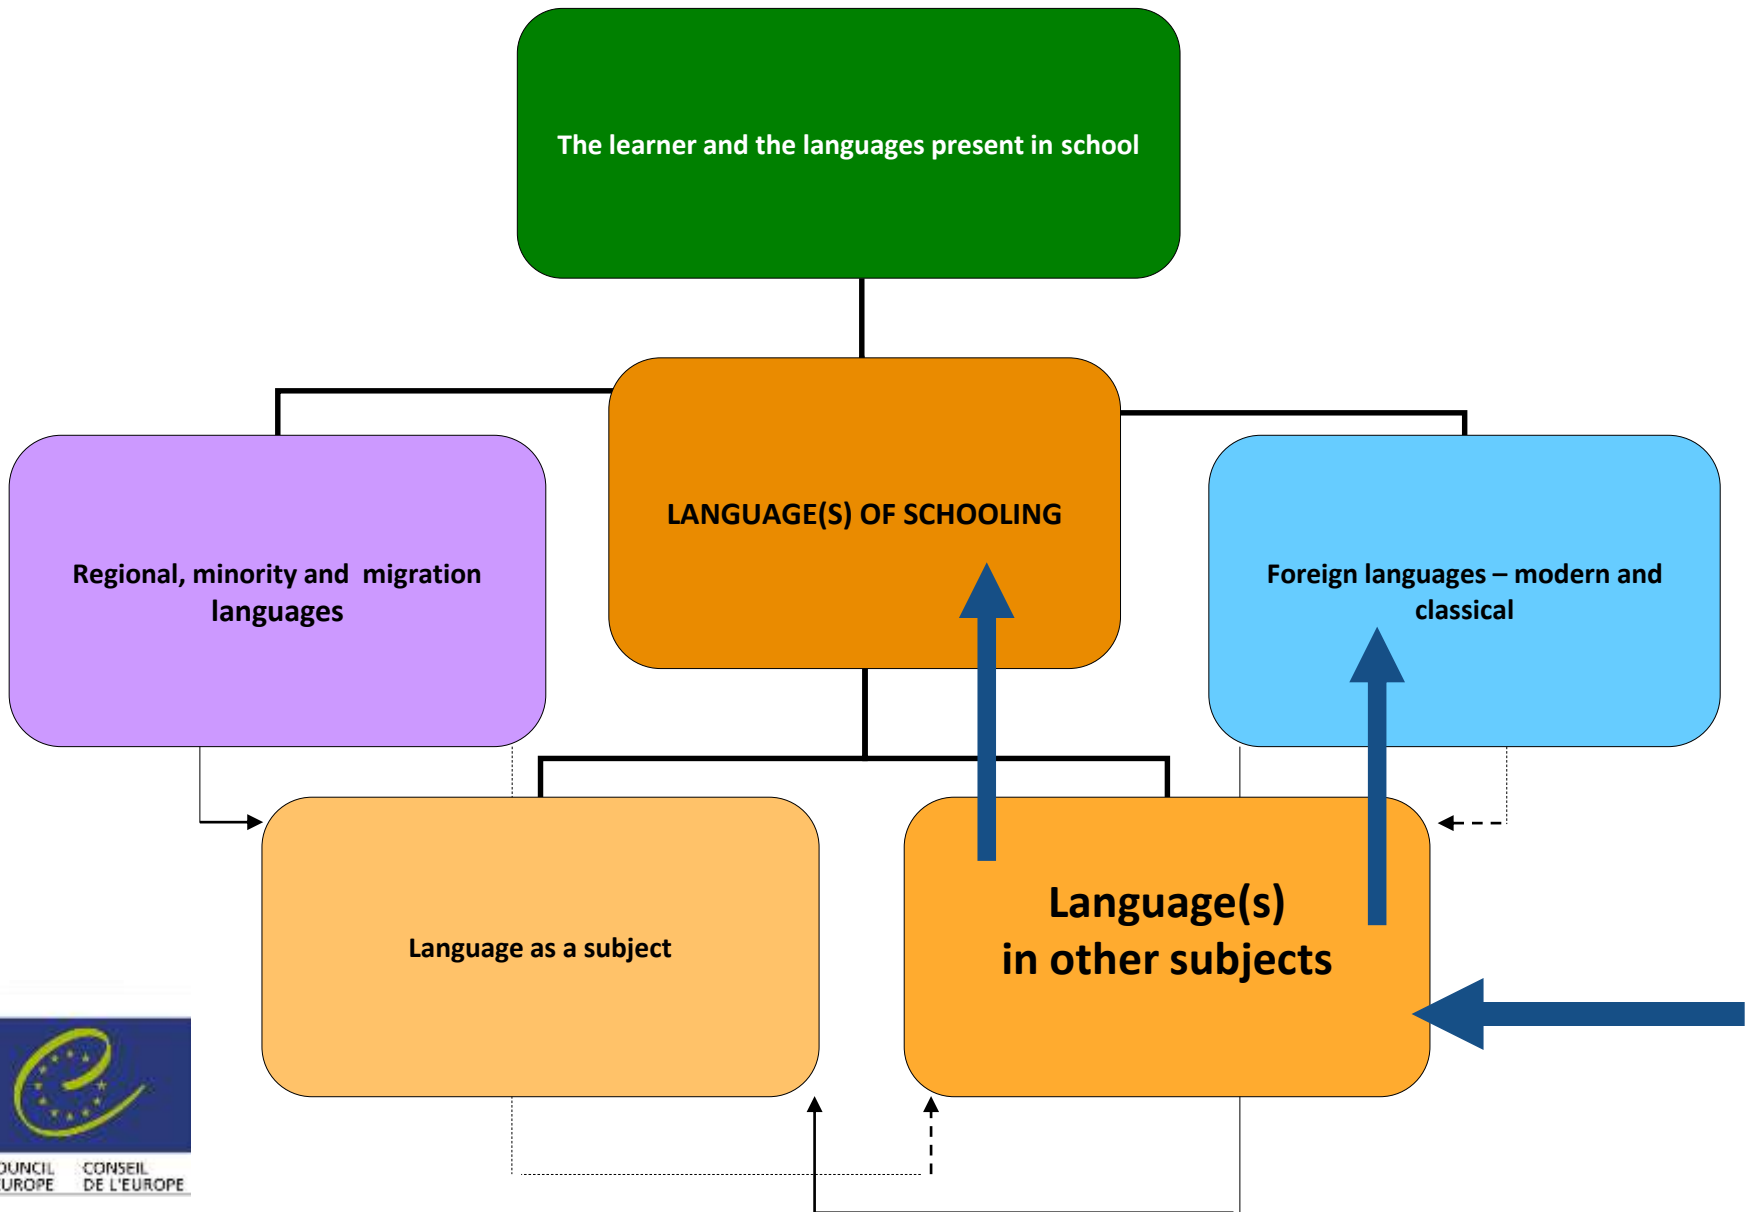 The learner and the languages present in school
LANGUAGE(S) OF SCHOOLING
Regional, minority and migration
languages
Foreign languages – modern and
classical
Language as a subject
Language(s)
in other subjects
CONSEIL
DE L'EUROPE